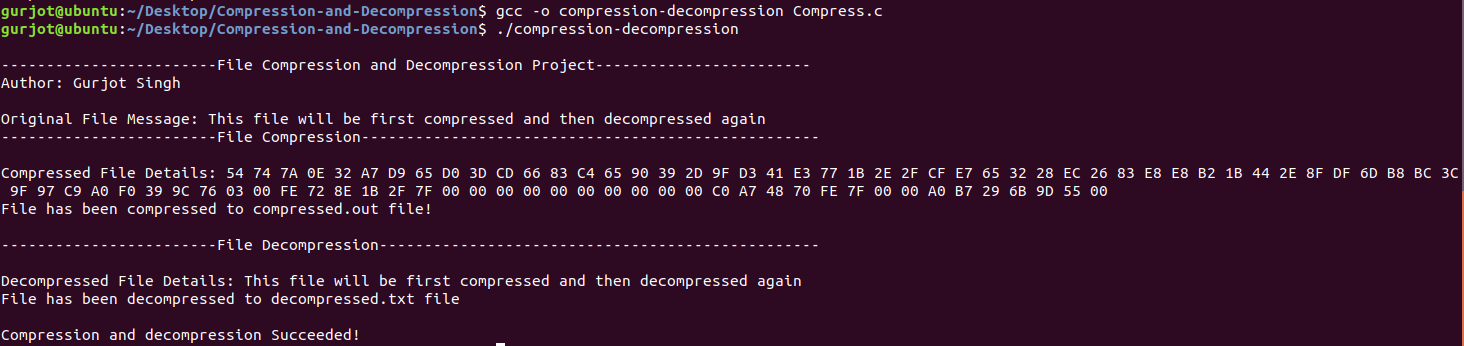 gurjot@ubuntu:~/Desktop/Compression-and-Decompression$ gcc -o compression-decompression Compress.c
gurjot@ubuntu:~/Desktop/Compression-and-Decompression$ ./compression-decompression
------------------------File Compression and Decompression Project------------------------
Author: Gurjot Singh
Original File Message: This file will be first compressed and then decompressed again
------------------------File Compression---------------------------------------------------
Compressed File Details: 54 74 7A 0E 32 A7 D9 65 D0 3D CD 66 83 C4 65 90 39 2D 9F D3 41 E3 77 1B 2E 2F CF E7 65 32 28 EC 26 83 E8 E8 B2 1B 44 2E 8F DF 6D B8 BC 3C
9F 97 C9 A0 F0 39 9C 76 03 00 FE 72 8E 1B 2F 7F 00 00 00 00 00 00 00 00 00 00 C0 A7 48 70 FE 7F 00 00 A0 B7 29 6B 9D 55 00
File has been compressed to compressed.out file!
------------------------File Decompression-------------------------------------------------
Decompressed File Details: This file will be first compressed and then decompressed again
File has been decompressed to decompressed.txt file
Compression and decompression Succeeded!